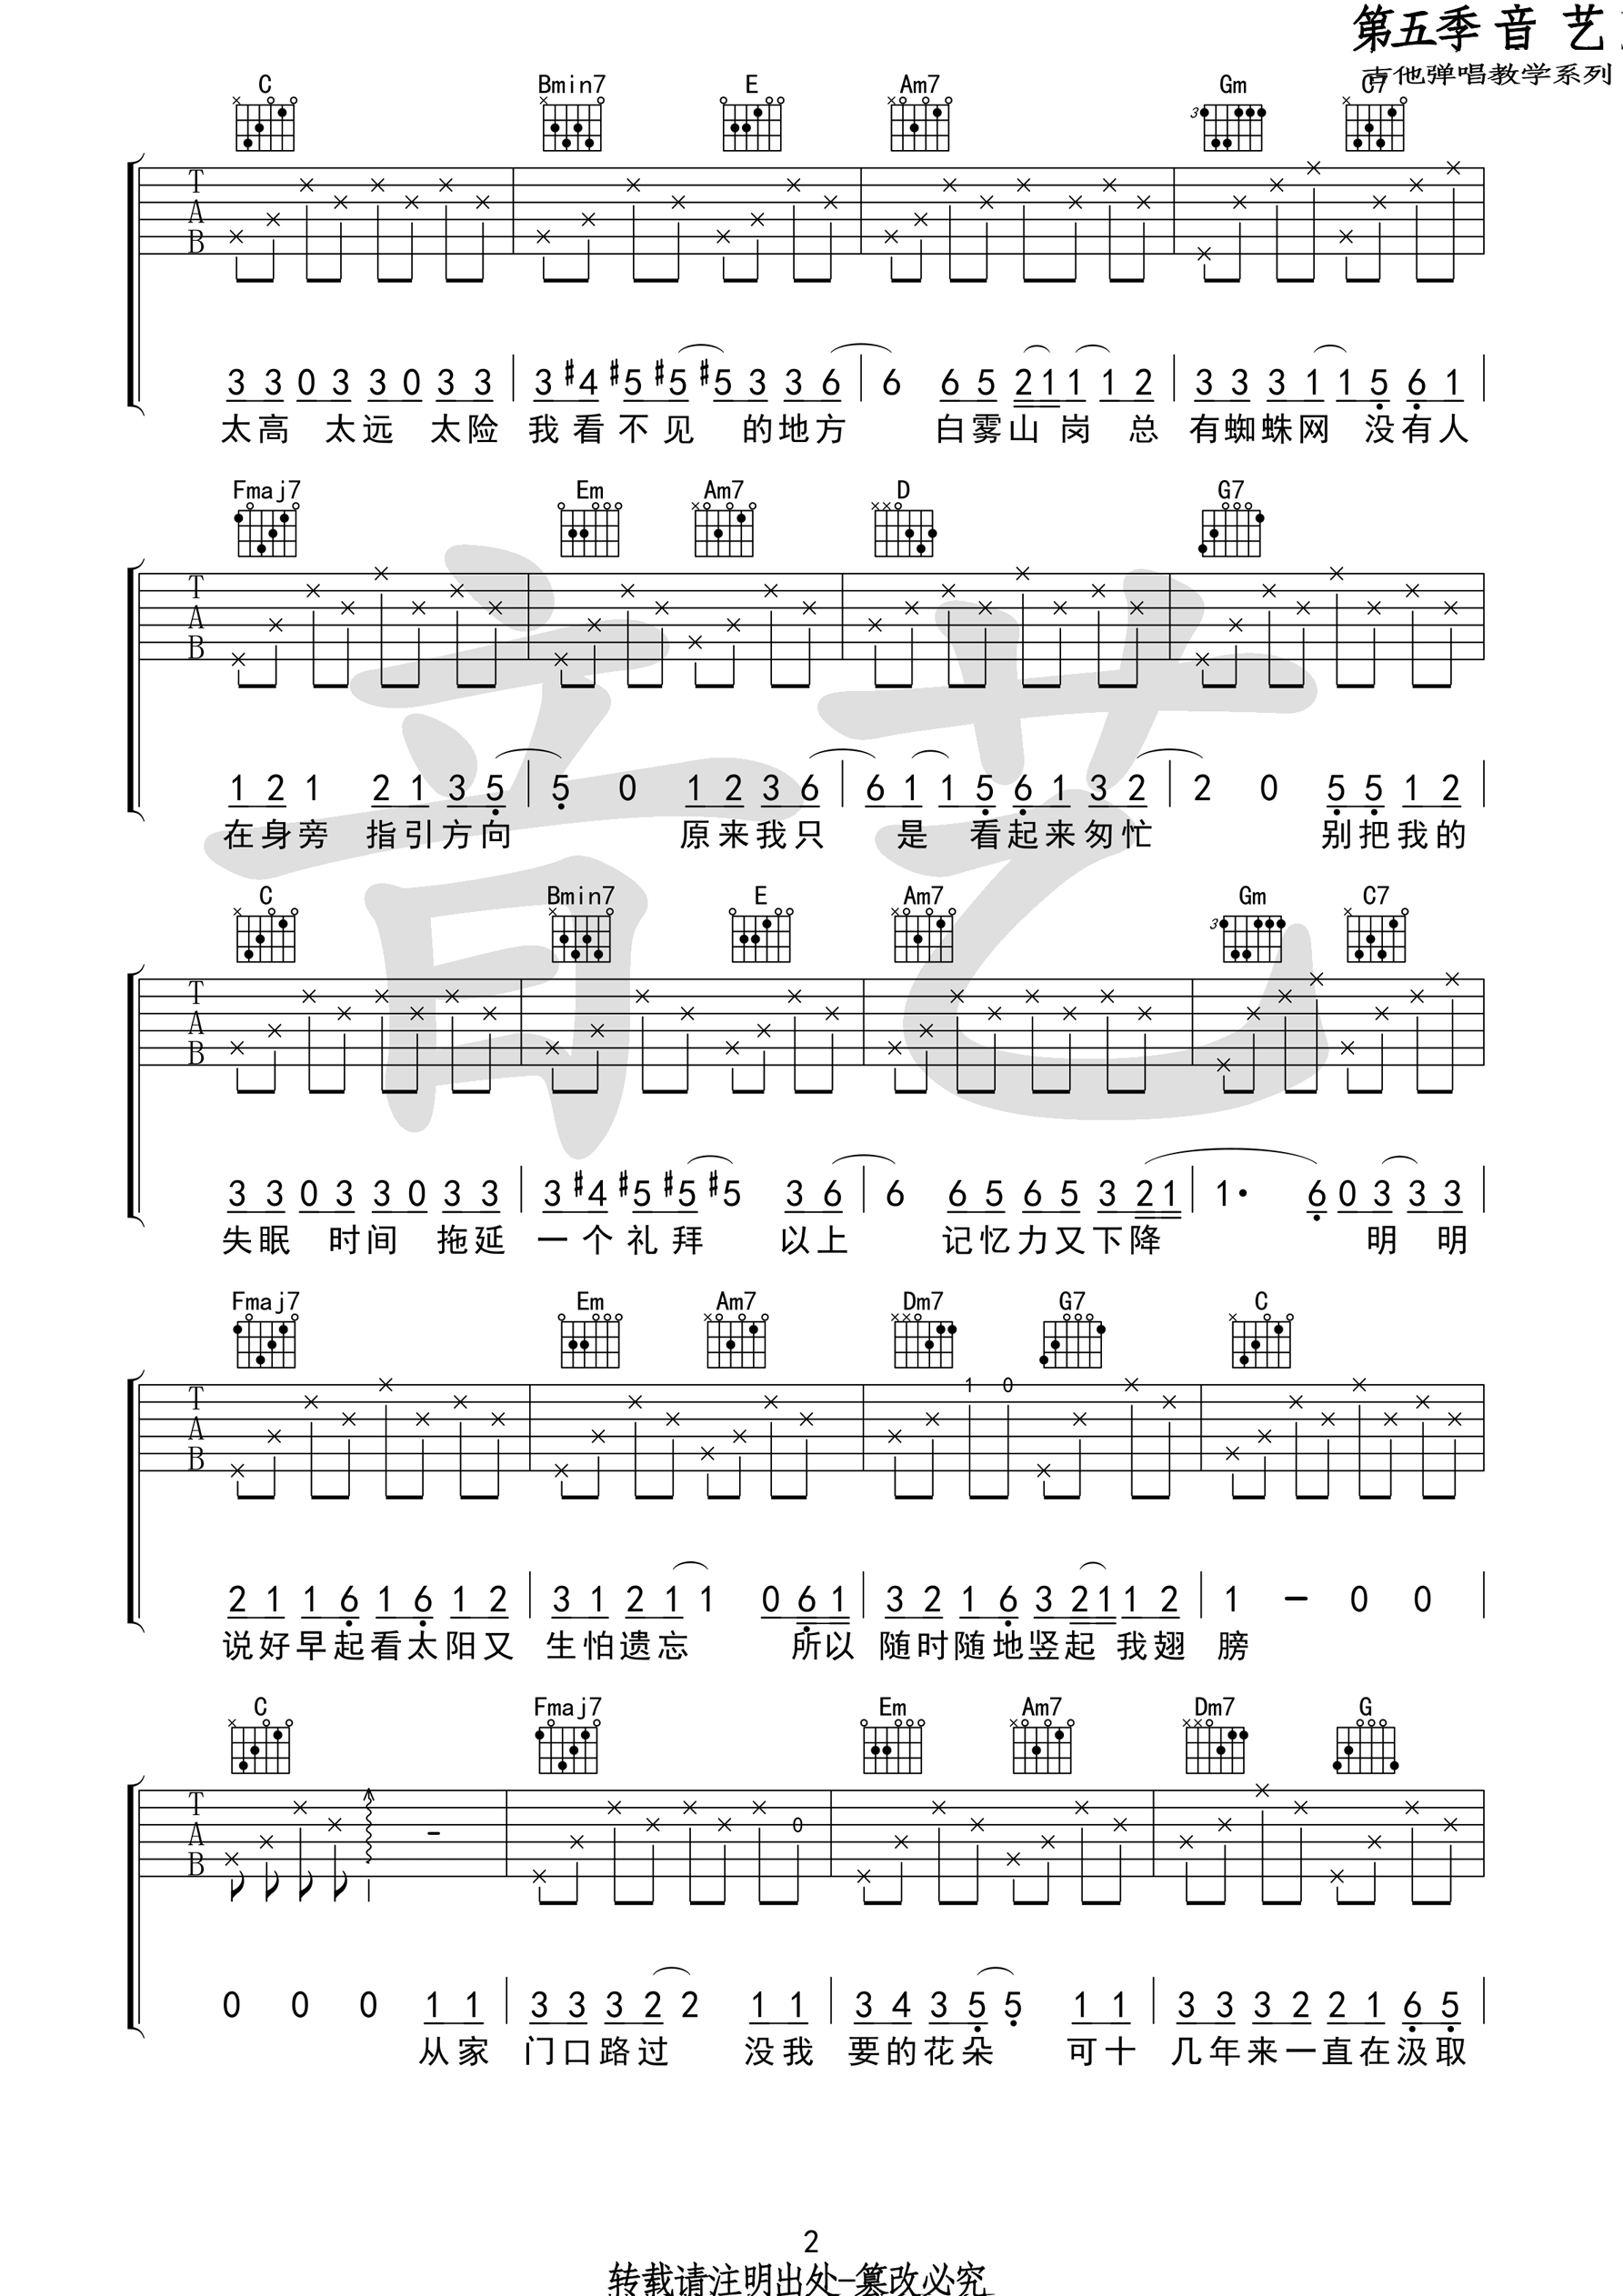 第五季 音 艺
吉他弹唱教学系列
C Bmin7 E Am7 Gm C7
3 3
T A B
3 3 0 3 3 0 3 3 3 #4 #5 #5 #5 3 3 6 6 6 5 2 1 1 1 2 3 3 3 1 1 5 6 1
太高 太远 太险 我看不见 的地方 白雾山岗 总 有蜘蛛网 没有人
Fmaj7 Em Am7 D G7
T A B
1 2 1 2 1 3 5 5 0 1 2 3 6 6 1 1 5 6 1 3 2 2 0 5 5 1 2
在身旁 指引方向 原来我只 是 看起来匆忙 别把我的
C Bmin7 E Am7 Gm C7
3
T A B
3 3 0 3 3 0 3 3 3 #4 #5 #5 #5 3 6 6 6 5 6 5 3 2 1 1· 6 0 3 3 3
失眠 时间 拖延 一个礼拜 以上 记忆力又下降 明 明
Fmaj7 Em Am7 Dm7 G7 C
1 0
T A B
2 1 1 6 1 6 1 2 3 1 2 1 1 0 6 1 3 2 1 6 3 2 1 1 2 1 – 0 0
说好早起看太阳又 生怕遗忘 所以 随时随地竖起 我翅 膀
C Fmaj7 Em Am7 Dm7 G
T A B
0
0 0 0 1 1 3 3 3 2 2 1 1 3 4 3 5 5 1 1 3 3 3 2 2 1 6 5
从家 门口路过 没我 要的花朵 可十 几年来一直在汲取
音艺
2
转载请注明出处—篡改必究